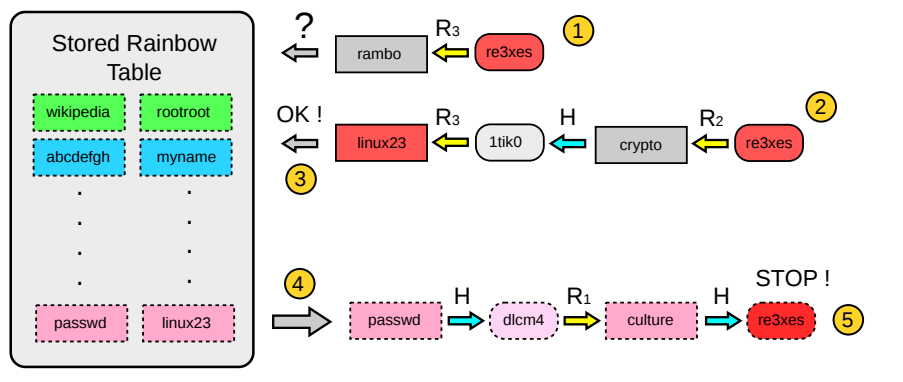 Stored Rainbow
Table
wikipedia rootroot
abcdefgh myname
. .
. .
. .
. .
passwd linux23
? rambo R3 re3xes 1
OK ! linux23 R3 1tik0 H crypto R2 re3xes 2
3
4 passwd H dlcm4 R1 culture H re3xes STOP ! 5